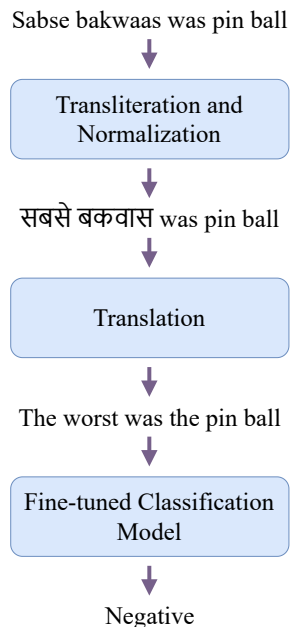 Sabse bakwaas was pin ball
Transliteration and
Normalization
सबसे बकवास was pin ball
Translation
The worst was the pin ball
Fine-tuned Classification
Model
Negative